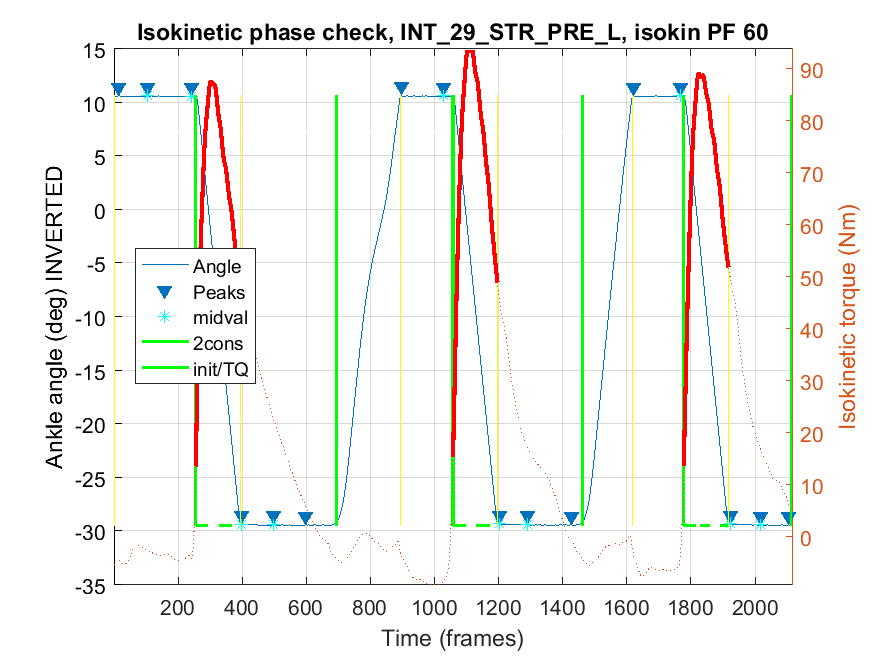 Isokinetic phase check, INT_29_STR_PRE_L, isokin PF 60
Ankle angle (deg) INVERTED
15
10
5
0
-5
-10
-15
-20
-25
-30
-35
Angle
Peaks
midval
2cons
init/TQ
90
80
70
60
50
40
30
20
10
0
Isokinetic torque (Nm)
200 400 600 800 1000 1200 1400 1600 1800 2000
Time (frames)